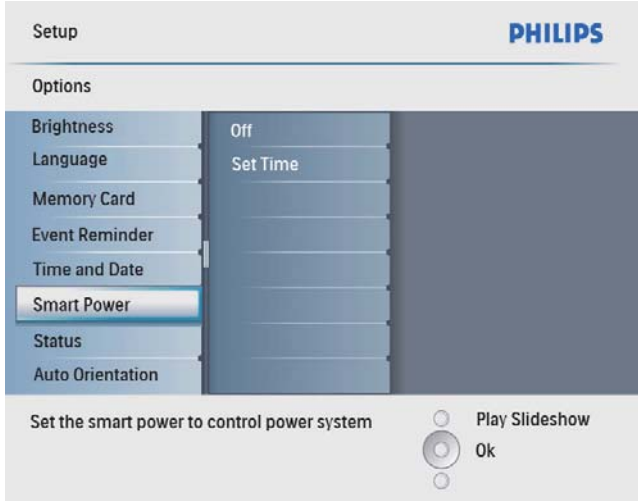 Setup
PHILIPS
Options
Brightness
Off
Language
Set Time
Memory Card
Event Reminder
Time and Date
Smart Power
Status
Auto Orientation
Set the smart power to control power system
Play Slideshow
Ok